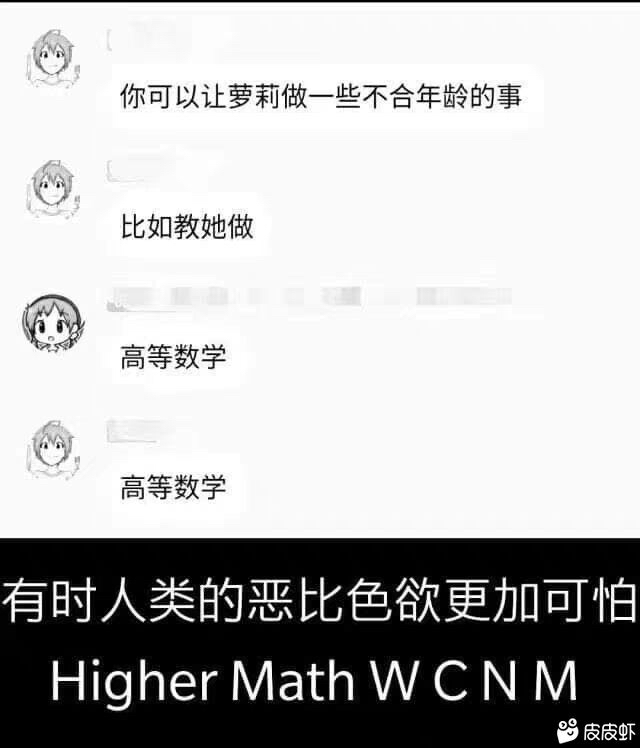 你可以让萝莉做一些不合年龄的事
比如教她做
高等数学
高等数学
有时人类的恶比色欲更加可怕
Higher Math W C N M
皮皮虾